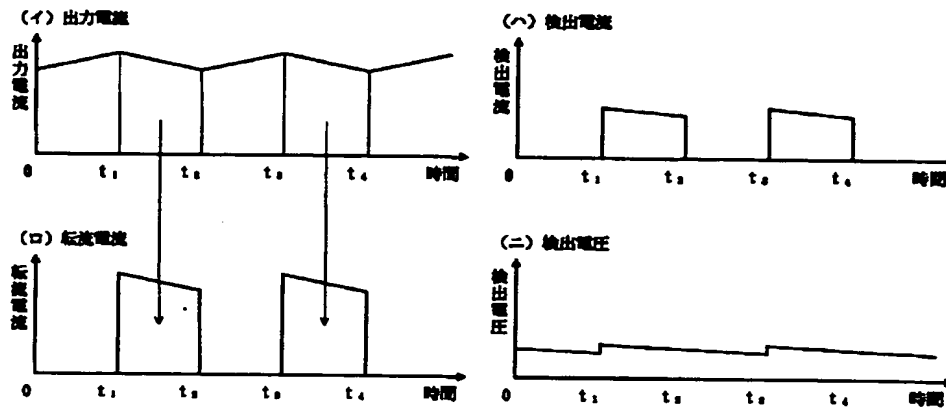 (イ) 出力電流
出力電流
0 t₁ t₂ t₃ t₄ 時間
(ロ) 転流電流
転流電流
0 t₁ t₂ t₃ t₄ 時間
(ハ) 検出電流
検出電流
0 t₁ t₂ t₃ t₄ 時間
(ニ) 検出電圧
検出電圧
0 t₁ t₂ t₃ t₄ 時間